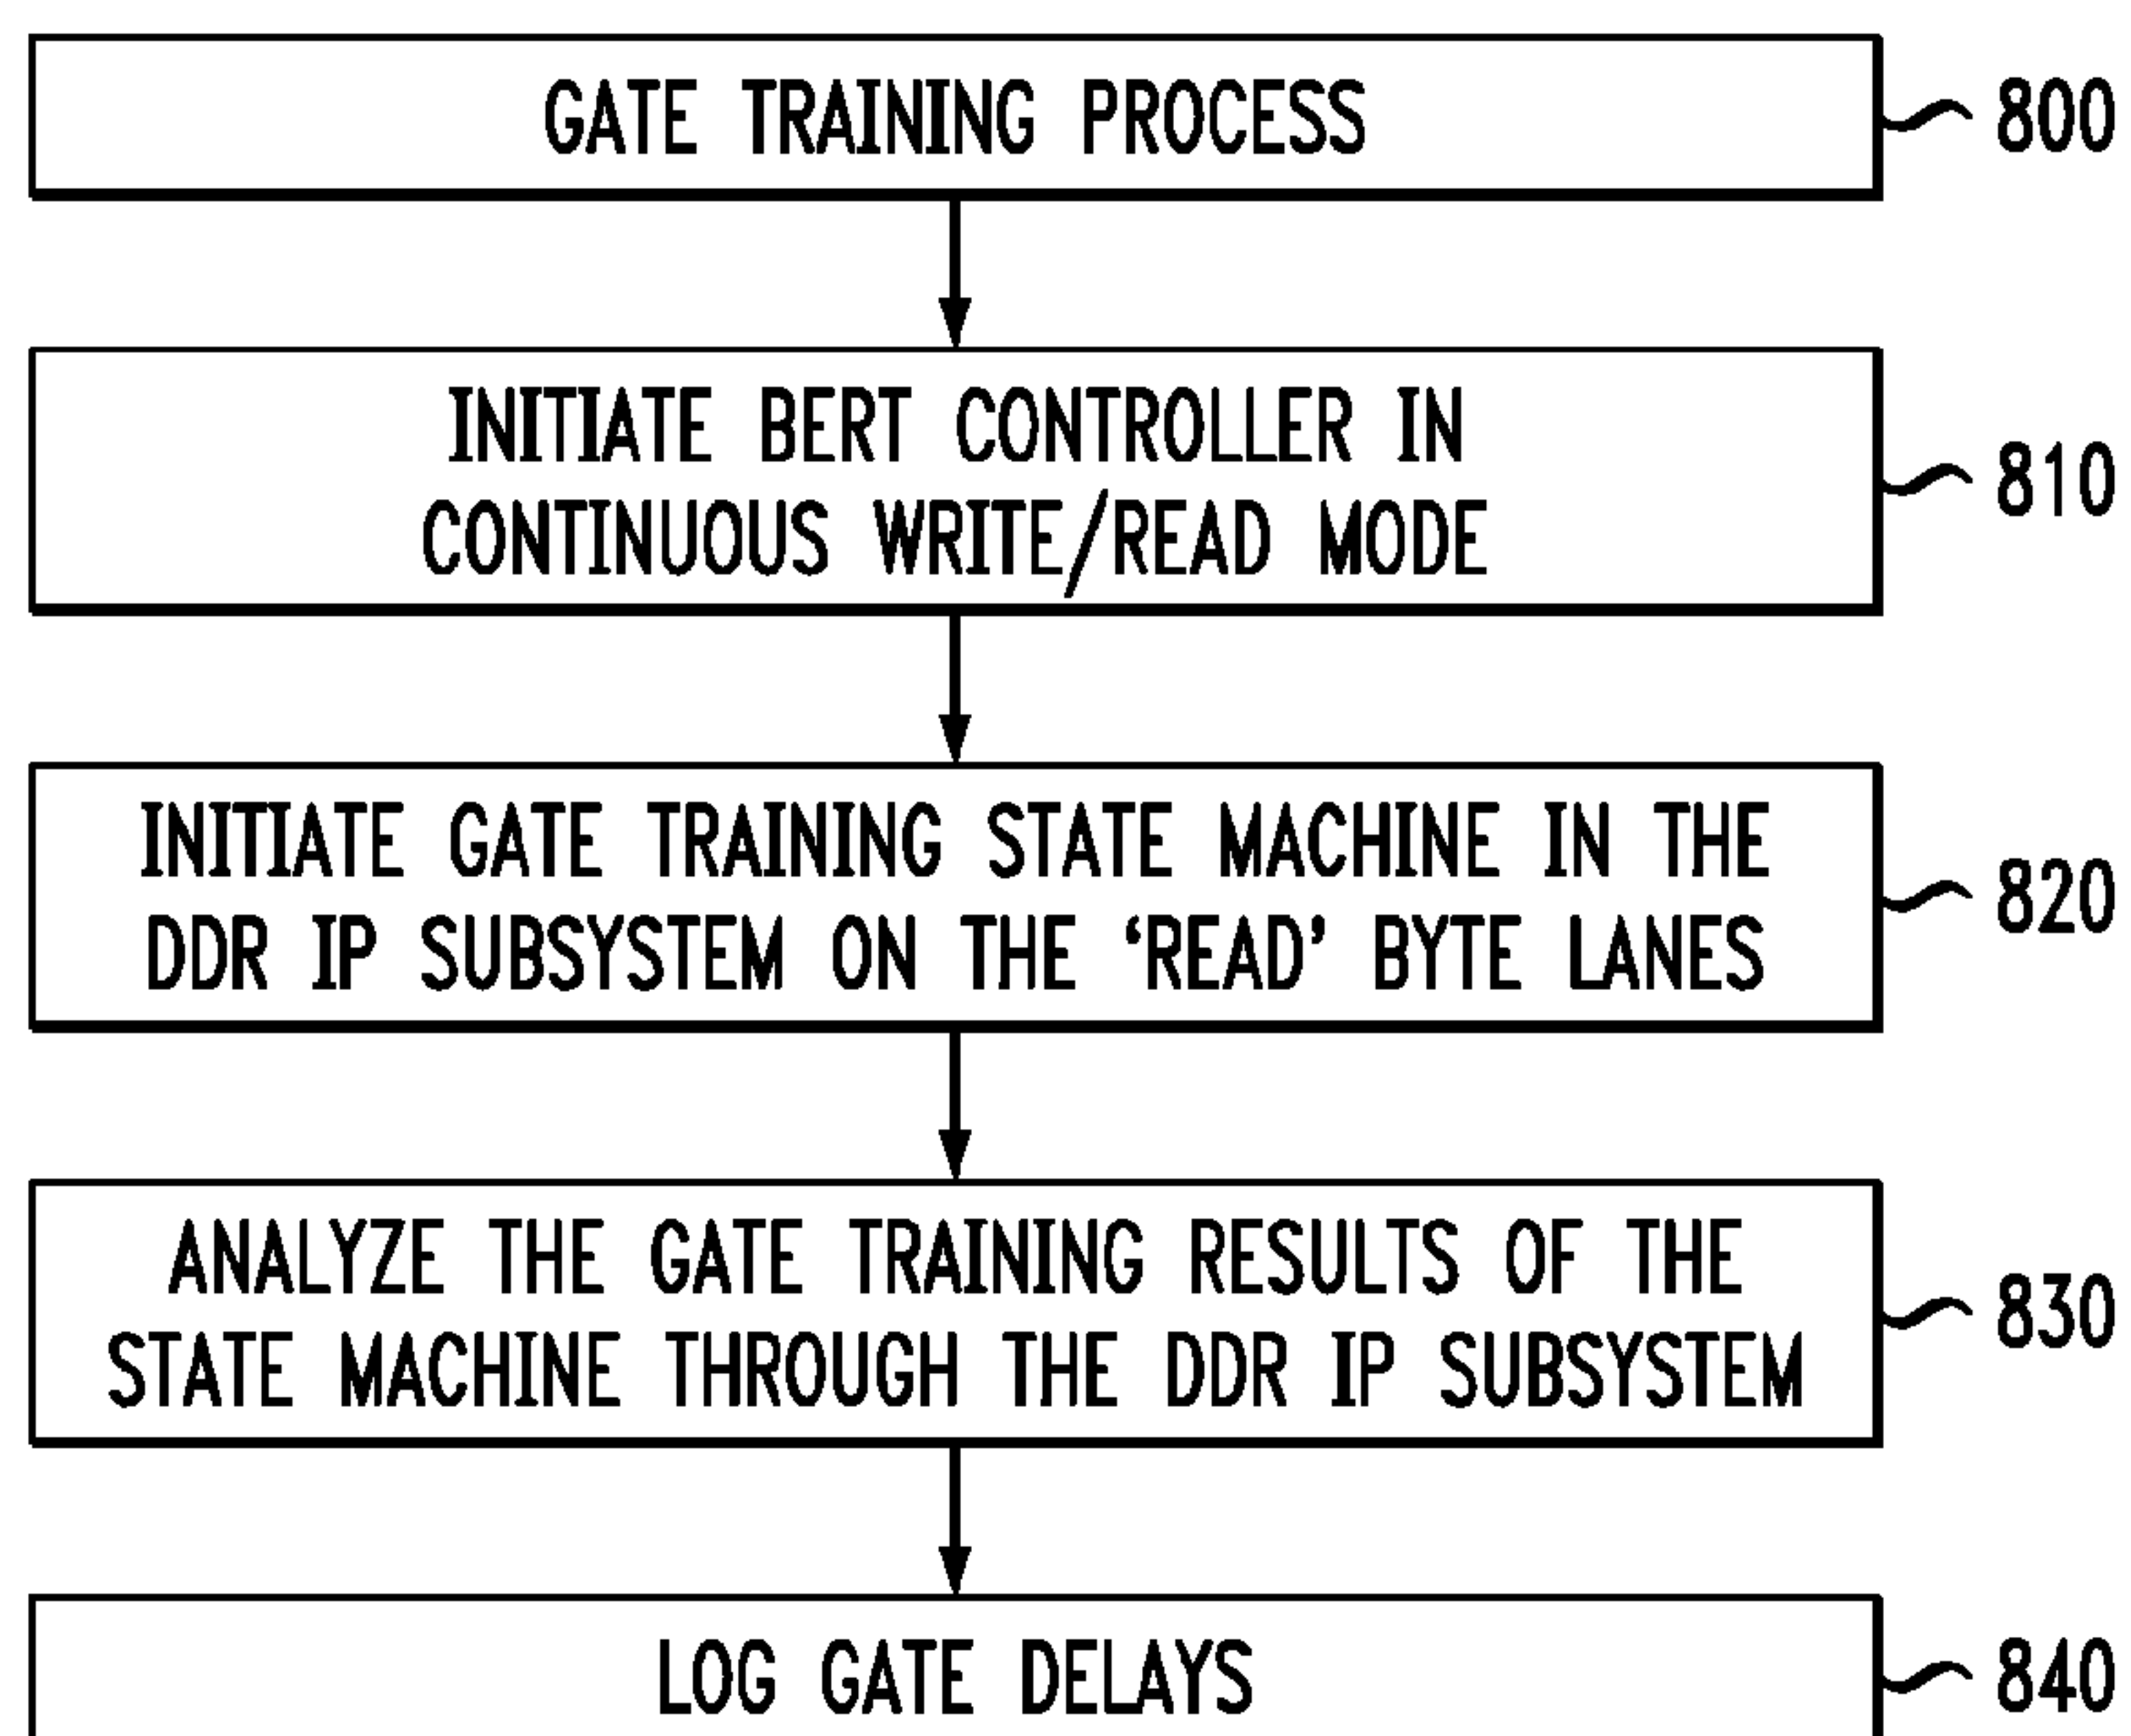 GATE TRAINING PROCESS
800
INITIATE BERT CONTROLLER IN
CONTINUOUS WRITE/READ MODE
810
INITIATE GATE TRAINING STATE MACHINE IN THE
DDR IP SUBSYSTEM ON THE ‘READ’ BYTE LANES
820
ANALYZE THE GATE TRAINING RESULTS OF THE
STATE MACHINE THROUGH THE DDR IP SUBSYSTEM
830
LOG GATE DELAYS
840